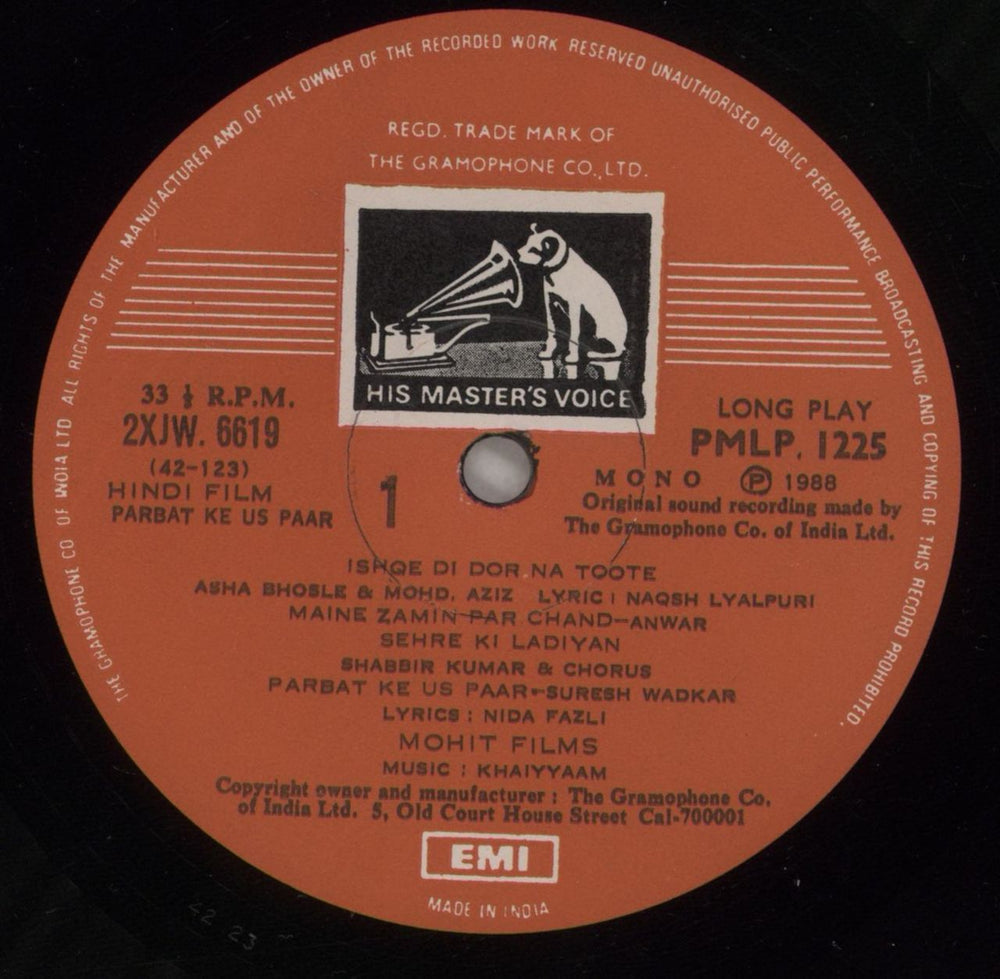 THE GRAMOPHONE CO OF INDIA LTD ALL RIGHTS OF THE MANUFACTURER AND OF THE OWNER OF THE RECORDED WORK RESERVED UNAUTHORISED PUBLIC PERFORMANCE BROADCASTING AND COPYING OF THIS RECORD PROHIBITED.
REGD. TRADE MARK OF
THE GRAMOPHONE CO., LTD.
HIS MASTER'S VOICE
33 ⅓ R.P.M.
2XJW. 6619
(42-123)
HINDI FILM
PARBAT KE US PAAR
1
LONG PLAY
PMLP. 1225
MONO Ⓟ 1988
Original sound recording made by
The Gramophone Co. of India Ltd.
ISHQE DI DOR NA TOOTE
ASHA BHOSLE & MOHD. AZIZ LYRIC : NAQSH LYALPURI
MAINE ZAMIN PAR CHAND-ANWAR
SEHRE KI LADIYAN
SHABBIR KUMAR & CHORUS
PARBAT KE US PAAR-SURESH WADKAR
LYRICS : NIDA FAZLI
MOHIT FILMS
MUSIC : KHAIYYAAM
Copyright owner and manufacturer : The Gramophone Co.
of India Ltd. 5, Old Court House Street Cal-700001
EMI
MADE IN INDIA
42 23